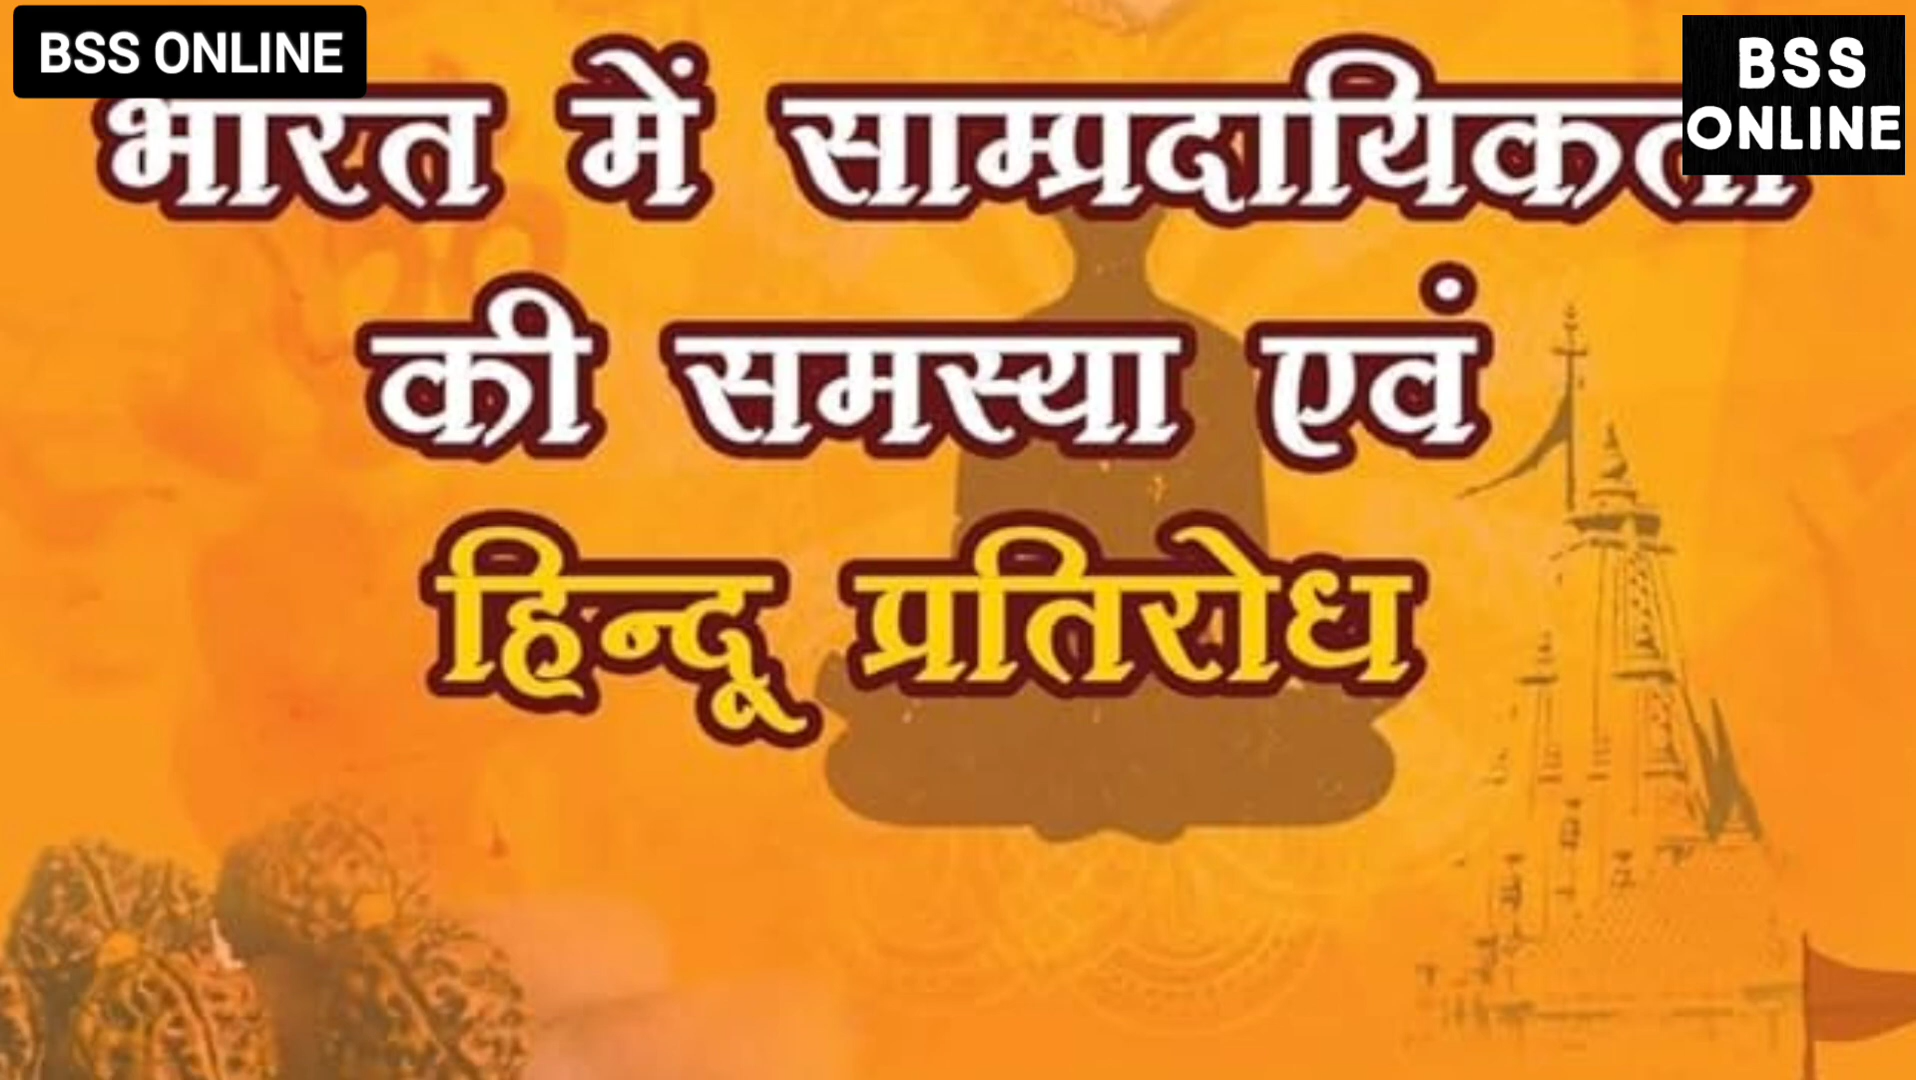 BSS ONLINE
BSS
ONLINE
भारत में साम्प्रदायिकता
की समस्या एवं
हिन्दू प्रतिरोध